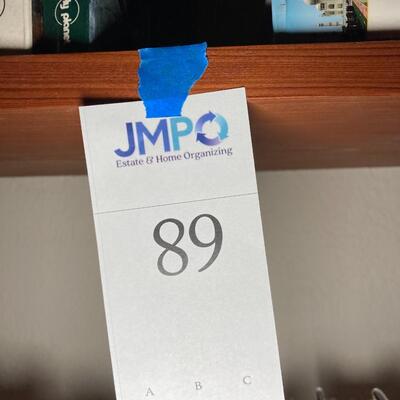 JMPO
Estate & Home Organizing
89
A B C